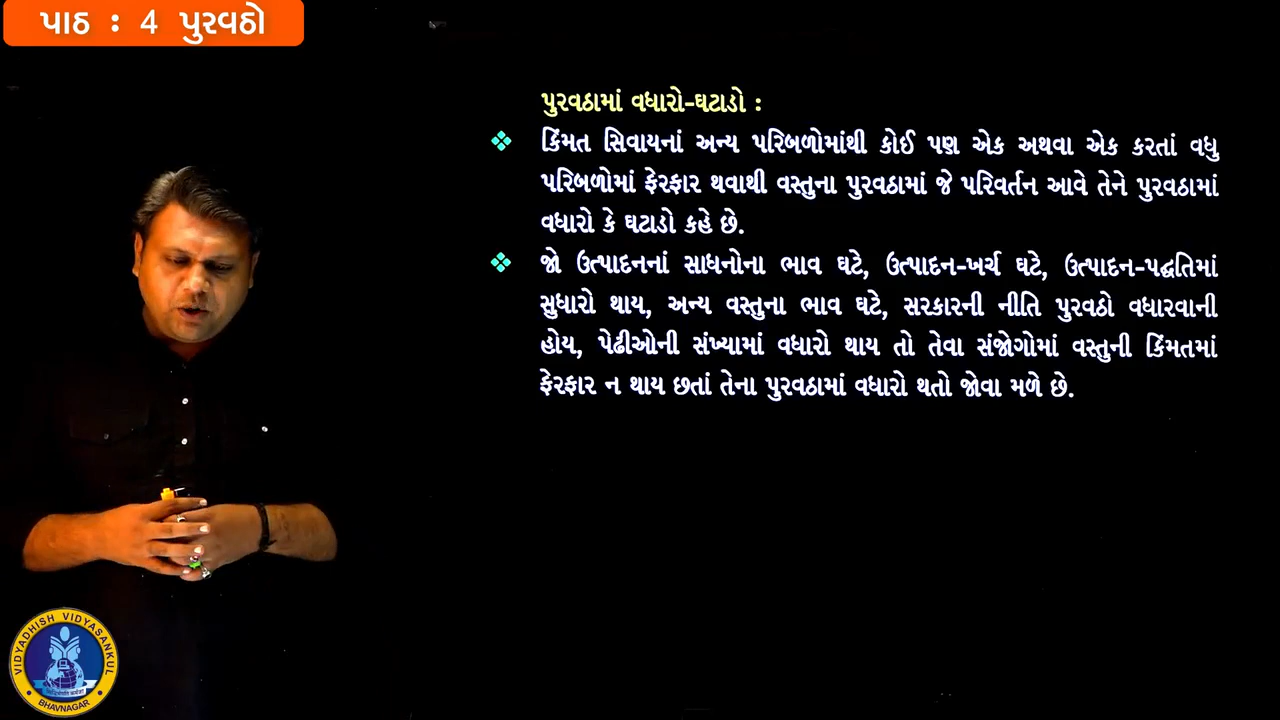 પાઠ : 4 પુરવઠો
પુરવઠામાં વધારો-ઘટાડો :
કિંમત સિવાયનાં અન્ય પરિબળોમાંથી કોઈ પણ એક અથવા એક કરતાં વધુ
પરિબળોમાં ફેરફાર થવાથી વસ્તુના પુરવઠામાં જે પરિવર્તન આવે તેને પુરવઠામાં
વધારો કે ઘટાડો કહે છે.
જો ઉત્પાદનનાં સાધનોના ભાવ ઘટે, ઉત્પાદન-ખર્ચ ઘટે, ઉત્પાદન-પદ્ધતિમાં
સુધારો થાય, અન્ય વસ્તુના ભાવ ઘટે, સરકારની નીતિ પુરવઠો વધારવાની
હોય, પેઢીઓની સંખ્યામાં વધારો થાય તો તેવા સંજોગોમાં વસ્તુની કિંમતમાં
ફેરફાર ન થાય છતાં તેના પુરવઠામાં વધારો થતો જોવા મળે છે.
VIDYADHISH VIDYASANKUL
BHAVNAGAR